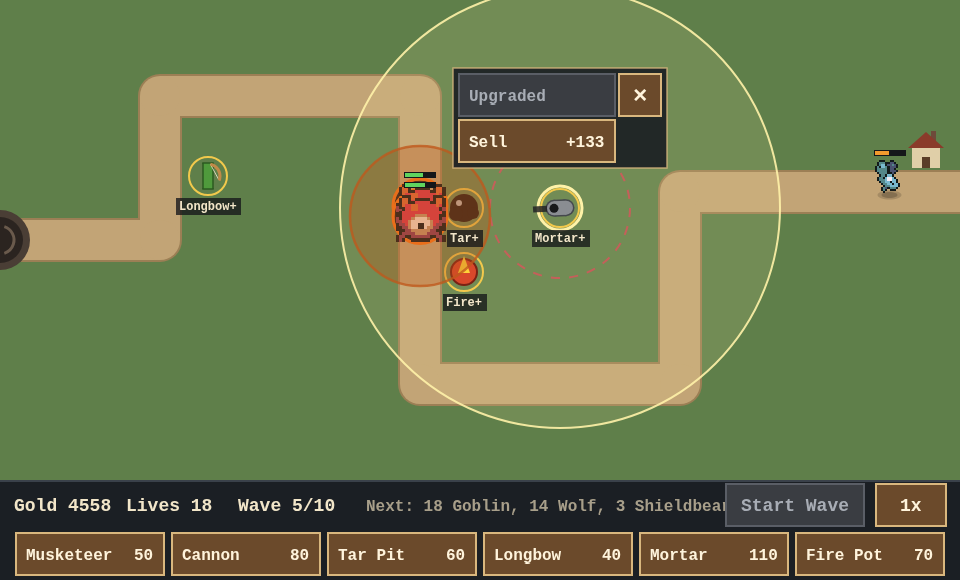 Upgraded ×
Sell +133
Longbow+
Tar+
Mortar+
Fire+
Gold 4558 Lives 18 Wave 5/10 Next: 18 Goblin, 14 Wolf, 3 Shieldbear Start Wave 1x
Musketeer 50 Cannon 80 Tar Pit 60 Longbow 40 Mortar 110 Fire Pot 70